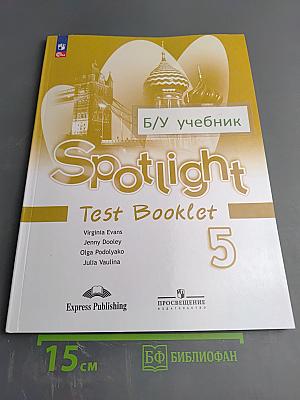 Б/У учебник
Spotlight
Test Booklet
5
Virginia Evans
Jenny Dooley
Olga Podolyako
Julia Vaulina
Express Publishing
ПРОСВЕЩЕНИЕ
ИЗДАТЕЛЬСТВО
15 см
БФ БИБЛИОФАН